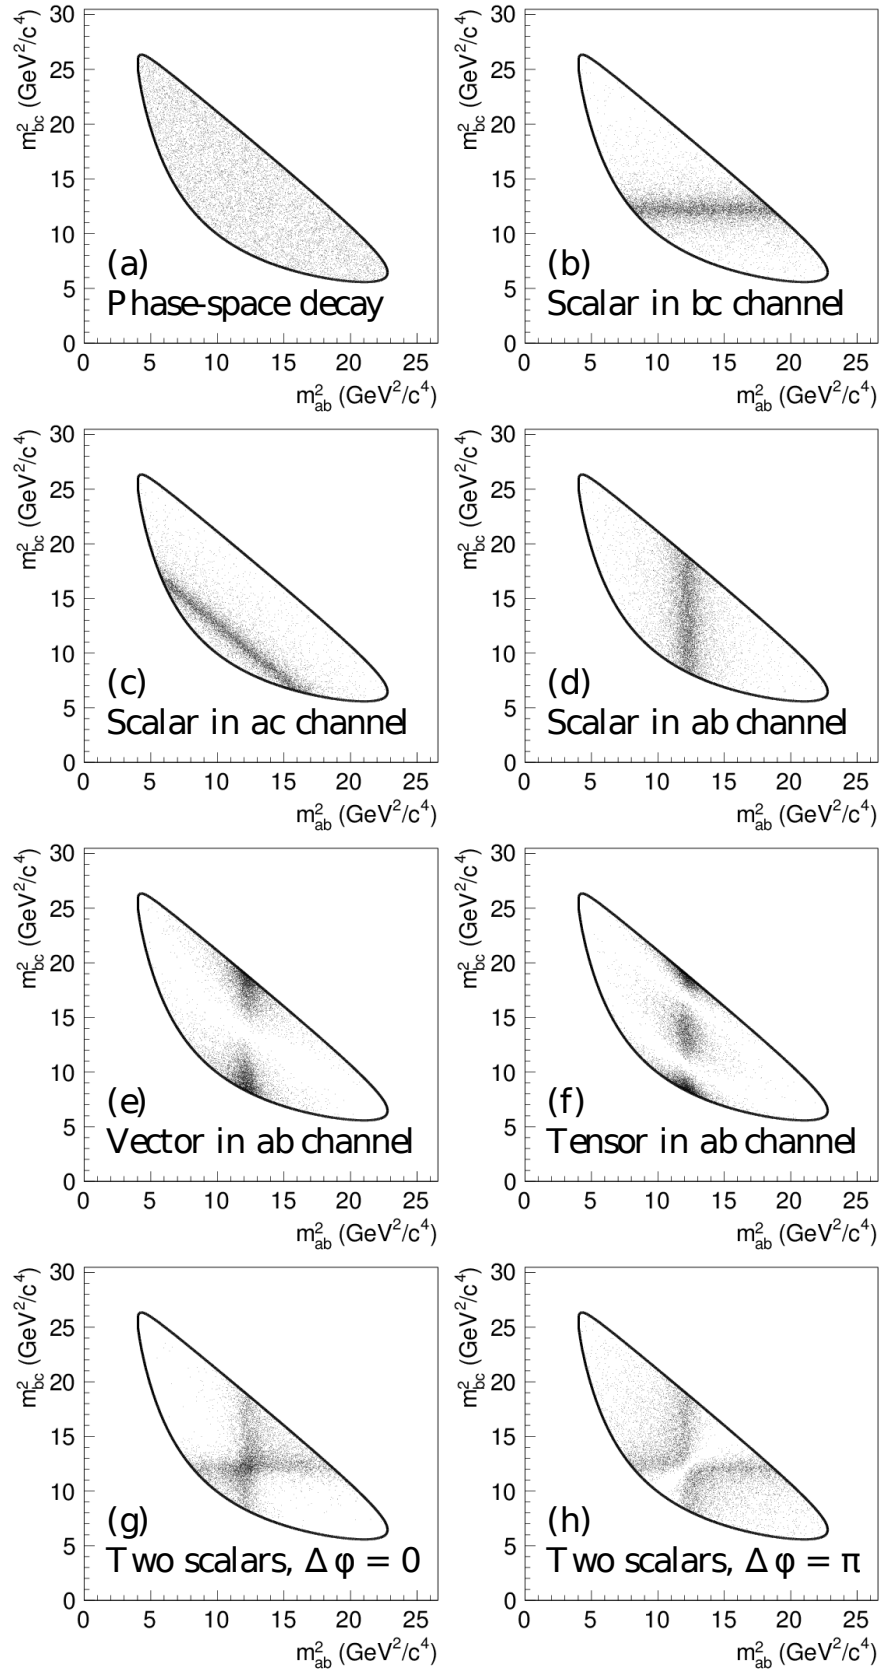 30
25
20
15
10
5
0
m²bc (GeV²/c⁴)
(a)
Phase-space decay
0 5 10 15 20 25
m²ab (GeV²/c⁴)
30
25
20
15
10
5
0
m²bc (GeV²/c⁴)
(b)
Scalar in bc channel
0 5 10 15 20 25
m²ab (GeV²/c⁴)
30
25
20
15
10
5
0
m²bc (GeV²/c⁴)
(c)
Scalar in ac channel
0 5 10 15 20 25
m²ab (GeV²/c⁴)
30
25
20
15
10
5
0
m²bc (GeV²/c⁴)
(d)
Scalar in ab channel
0 5 10 15 20 25
m²ab (GeV²/c⁴)
30
25
20
15
10
5
0
m²bc (GeV²/c⁴)
(e)
Vector in ab channel
0 5 10 15 20 25
m²ab (GeV²/c⁴)
30
25
20
15
10
5
0
m²bc (GeV²/c⁴)
(f)
Tensor in ab channel
0 5 10 15 20 25
m²ab (GeV²/c⁴)
30
25
20
15
10
5
0
m²bc (GeV²/c⁴)
(g)
Two scalars, Δφ = 0
0 5 10 15 20 25
m²ab (GeV²/c⁴)
30
25
20
15
10
5
0
m²bc (GeV²/c⁴)
(h)
Two scalars, Δφ = π
0 5 10 15 20 25
m²ab (GeV²/c⁴)